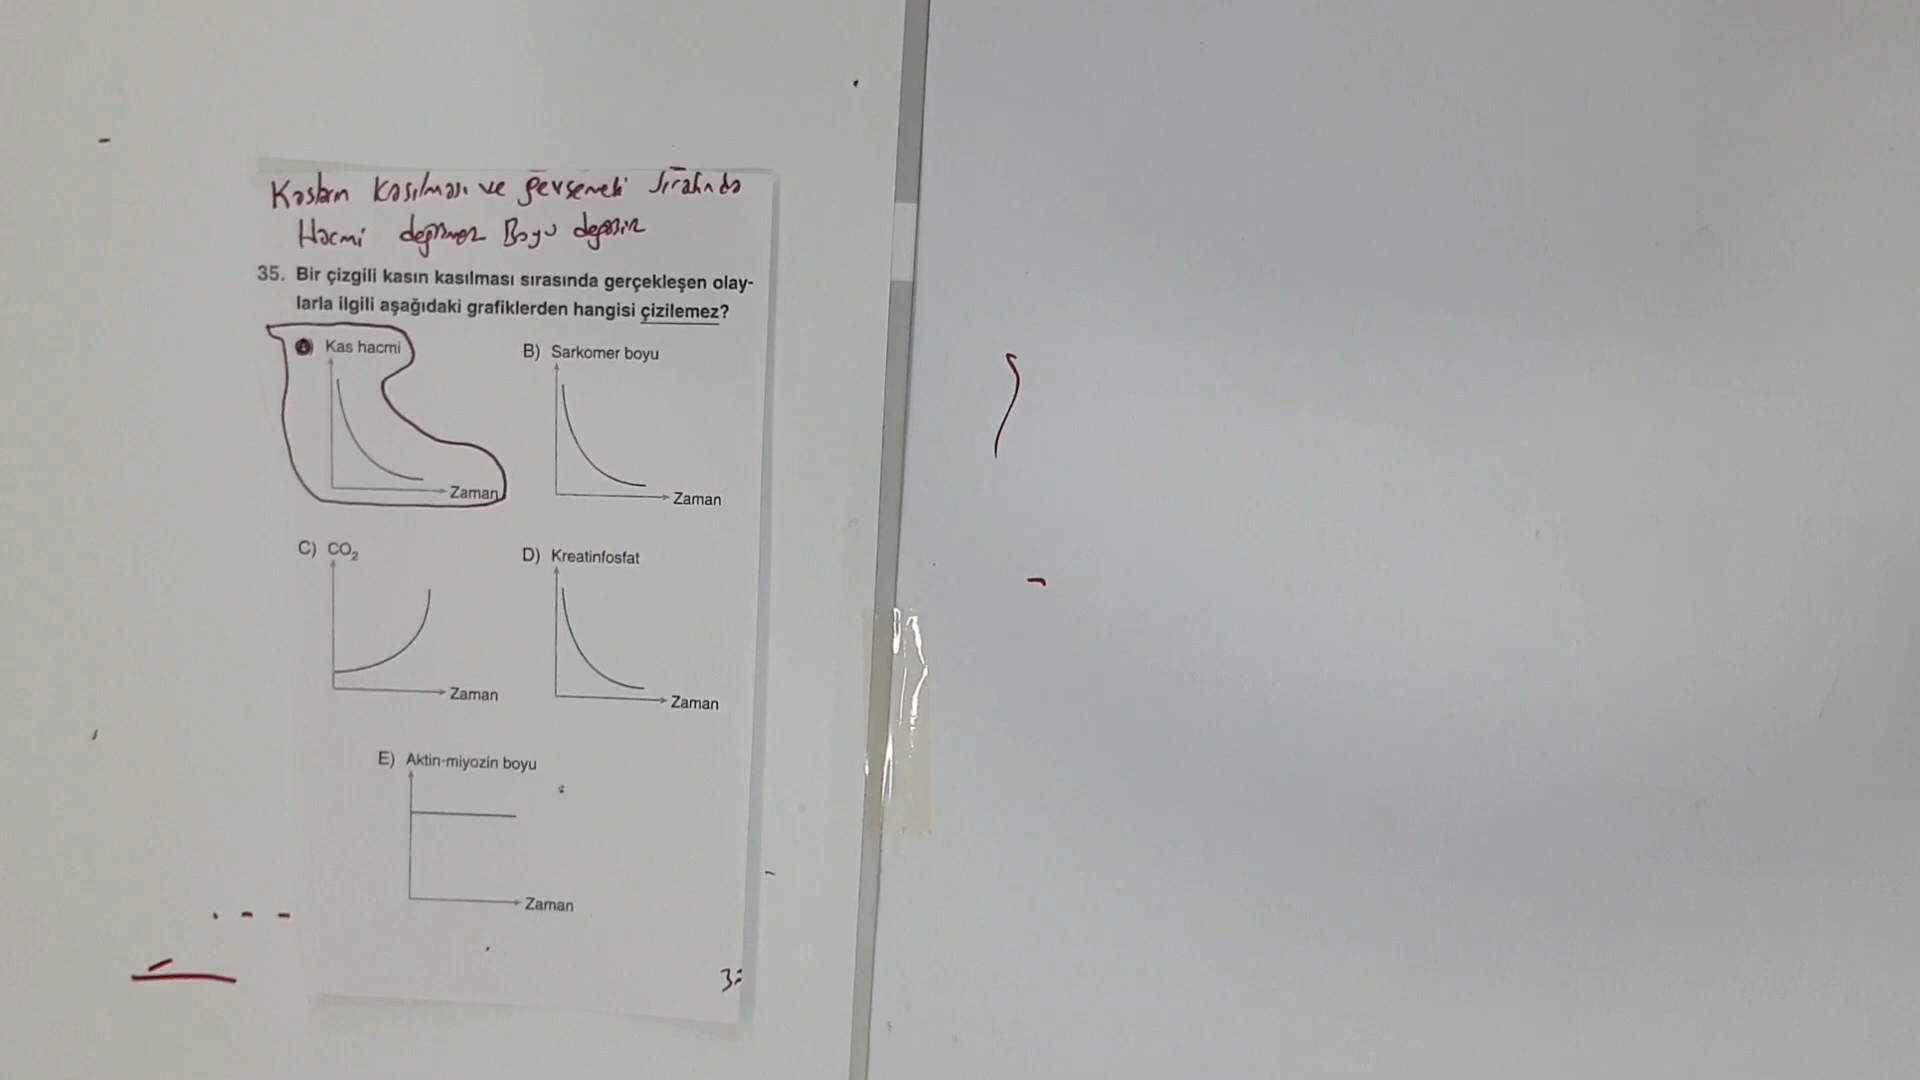 Kasların kasılması ve gevşemesi sırasında
Hacmi değişmez Boyu değişir
35. Bir çizgili kasın kasılması sırasında gerçekleşen olay-
larla ilgili aşağıdaki grafiklerden hangisi çizilemez?
Kas hacmi
Zaman
B) Sarkomer boyu
Zaman
C) CO₂
Zaman
D) Kreatinfosfat
Zaman
E) Aktin-miyozin boyu
Zaman